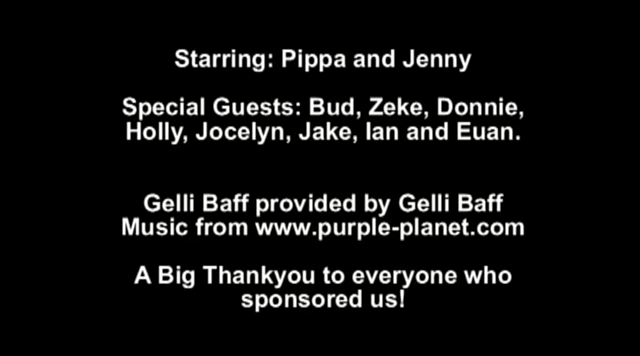 Starring: Pippa and Jenny
Special Guests: Bud, Zeke, Donnie,
Holly, Jocelyn, Jake, Ian and Euan.
Gelli Baff provided by Gelli Baff
Music from www.purple-planet.com
A Big Thankyou to everyone who
sponsored us!